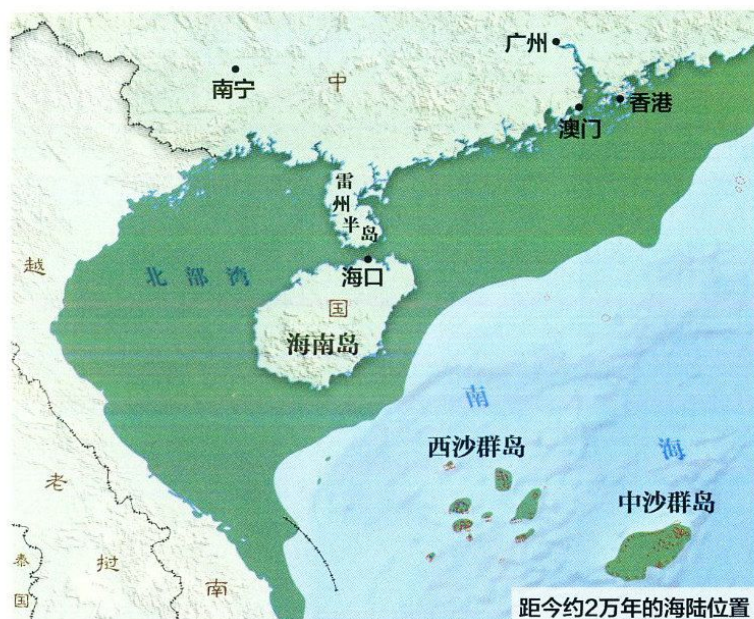 广州
南宁
中
香港
澳门
雷
州
半
岛
越
北部湾
海口
国
海南岛
南
西沙群岛
海
中沙群岛
老
挝
泰
国
南
距今约2万年的海陆位置